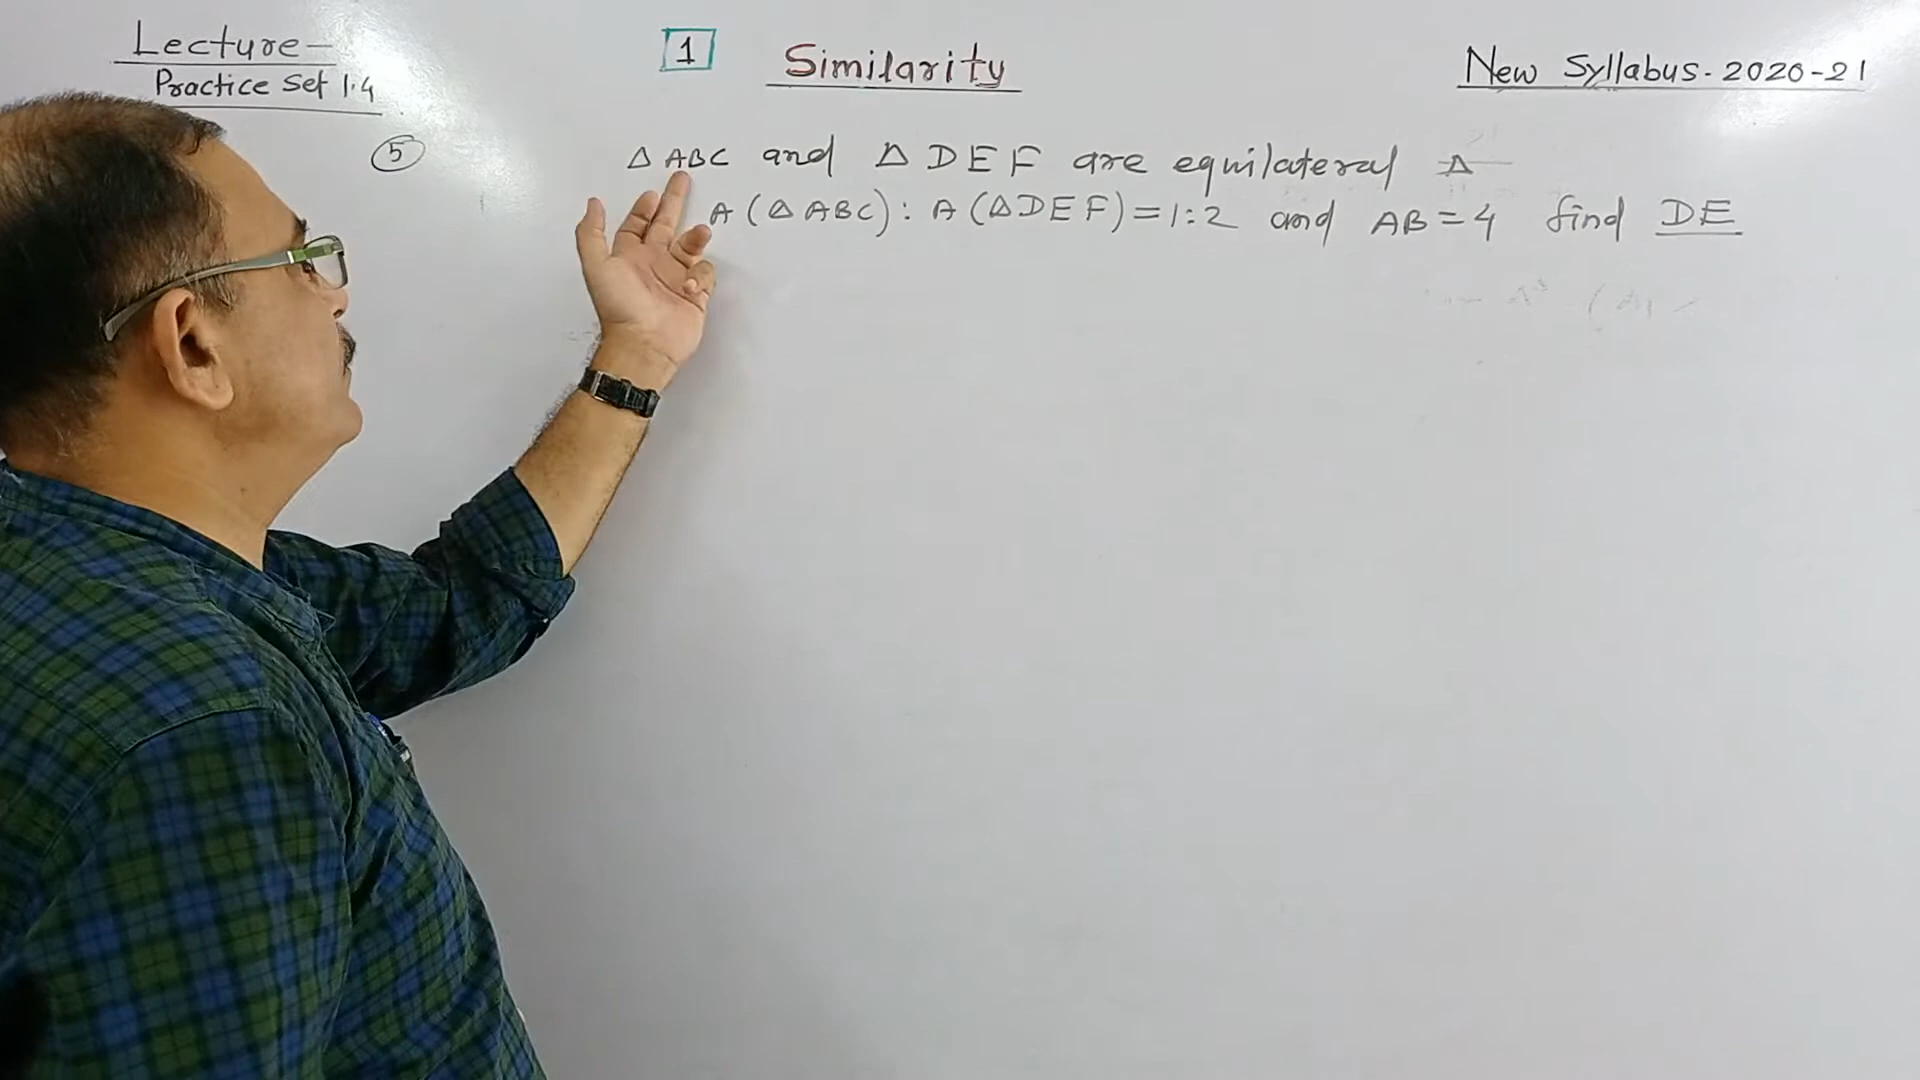 Lecture-
Practice Set 1.4
1 Similarity
New Syllabus. 2020-21
5
Δ ABC and Δ DEF are equilateral Δ
A (Δ ABC) : A (ΔDEF) = 1:2 and AB = 4 find DE